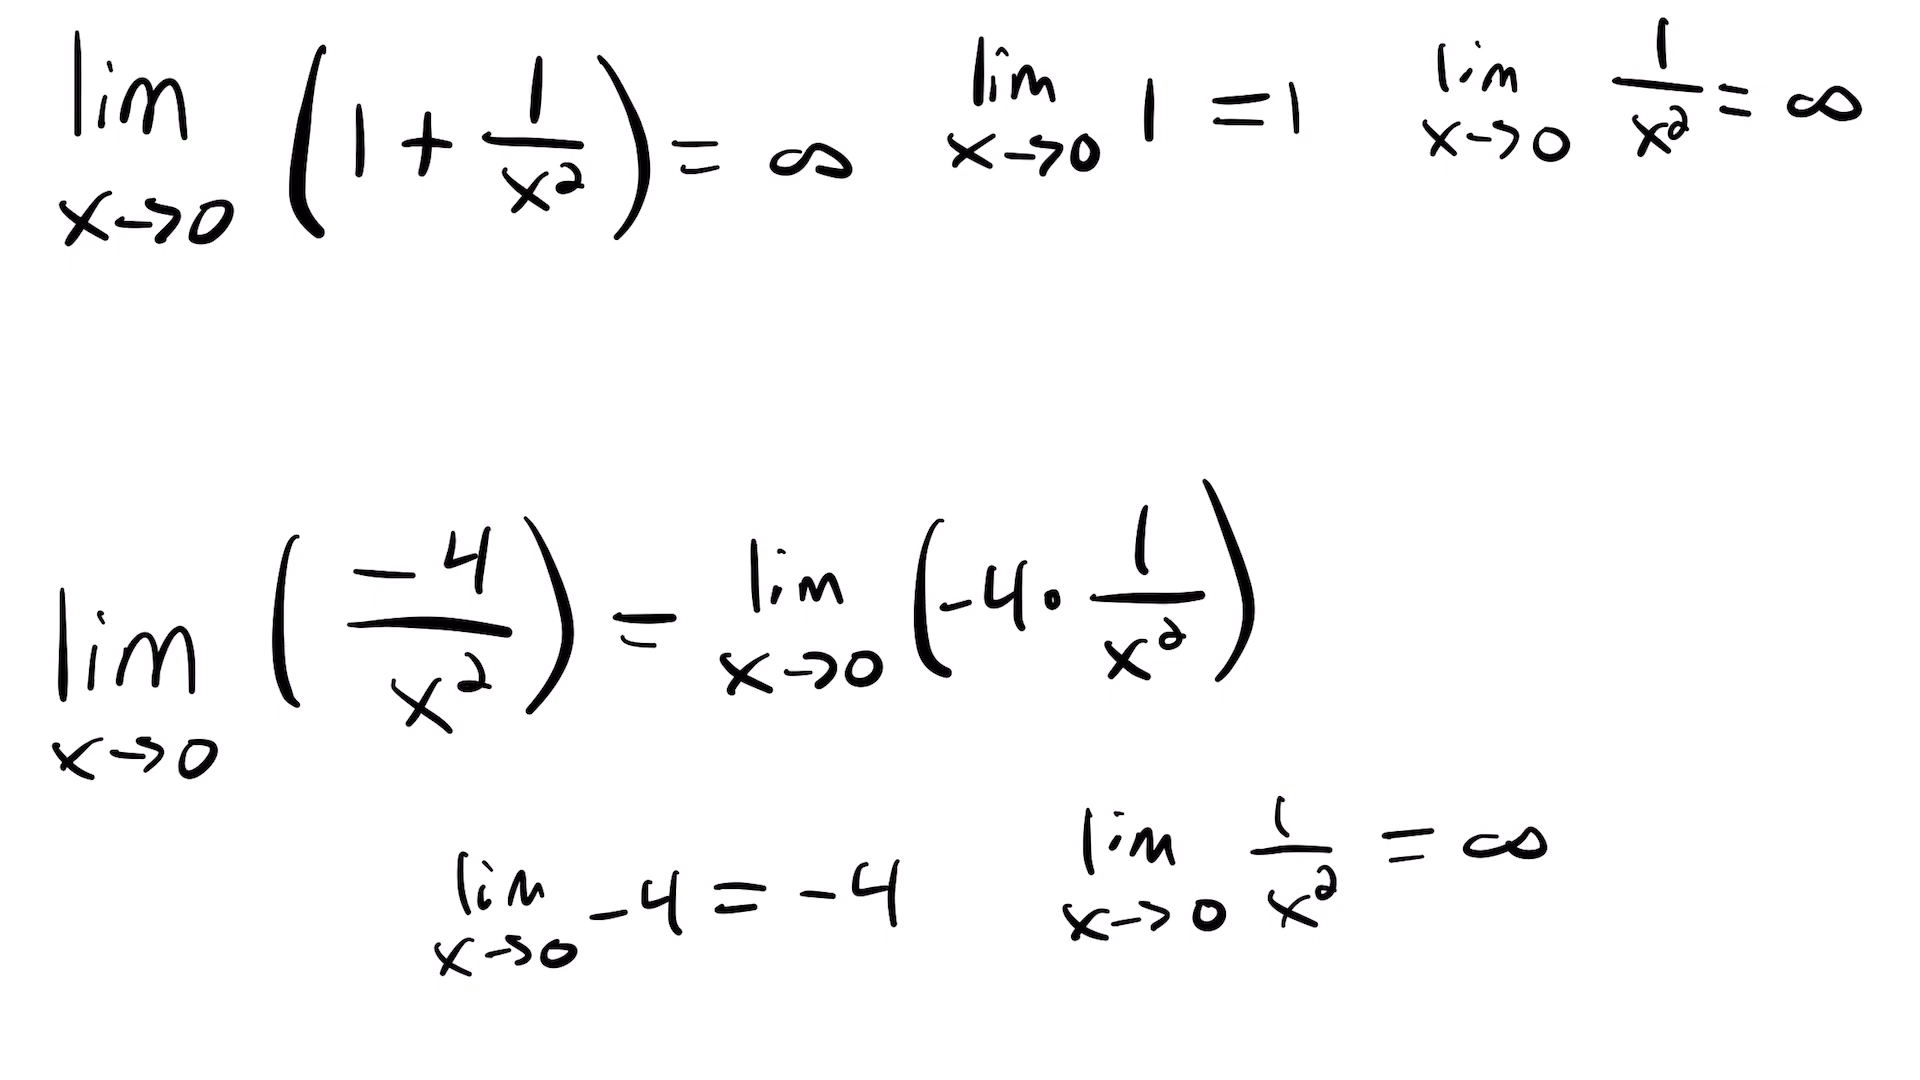 lim x→0 (1 + 1/x²) = ∞ lim x→0 1 = 1 lim x→0 1/x² = ∞
lim x→0 (-4/x²) = lim x→0 (-4 · 1/x²)
lim x→0 -4 = -4 lim x→0 1/x² = ∞